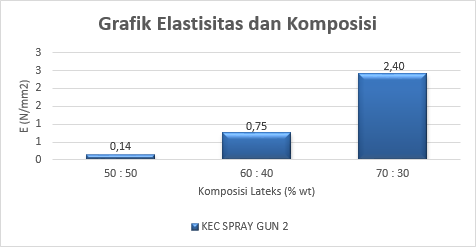 Grafik Elastisitas dan Komposisi
3
3
2
2
1
1
0
E (N/mm2)
0,14
0,75
2,40
50 : 50
60 : 40
70 : 30
Komposisi Lateks (% wt)
KEC SPRAY GUN 2